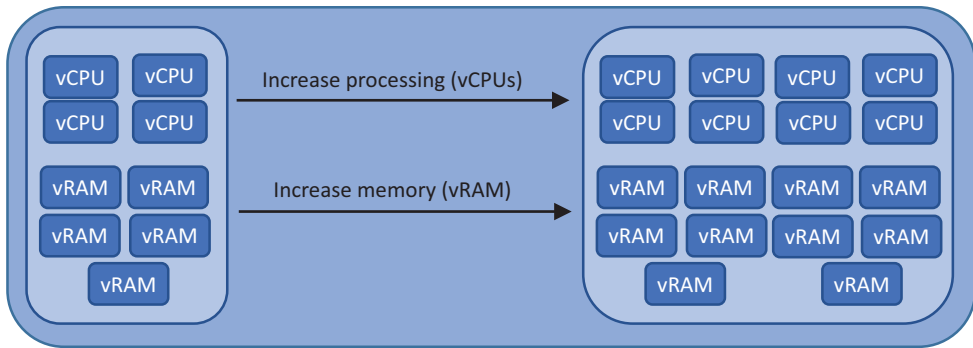 vCPU vCPU
vCPU vCPU
Increase processing (vCPUs)
vCPU vCPU vCPU vCPU
vCPU vCPU vCPU vCPU
vRAM vRAM
vRAM vRAM
vRAM
Increase memory (vRAM)
vRAM vRAM vRAM vRAM
vRAM vRAM vRAM vRAM
vRAM vRAM